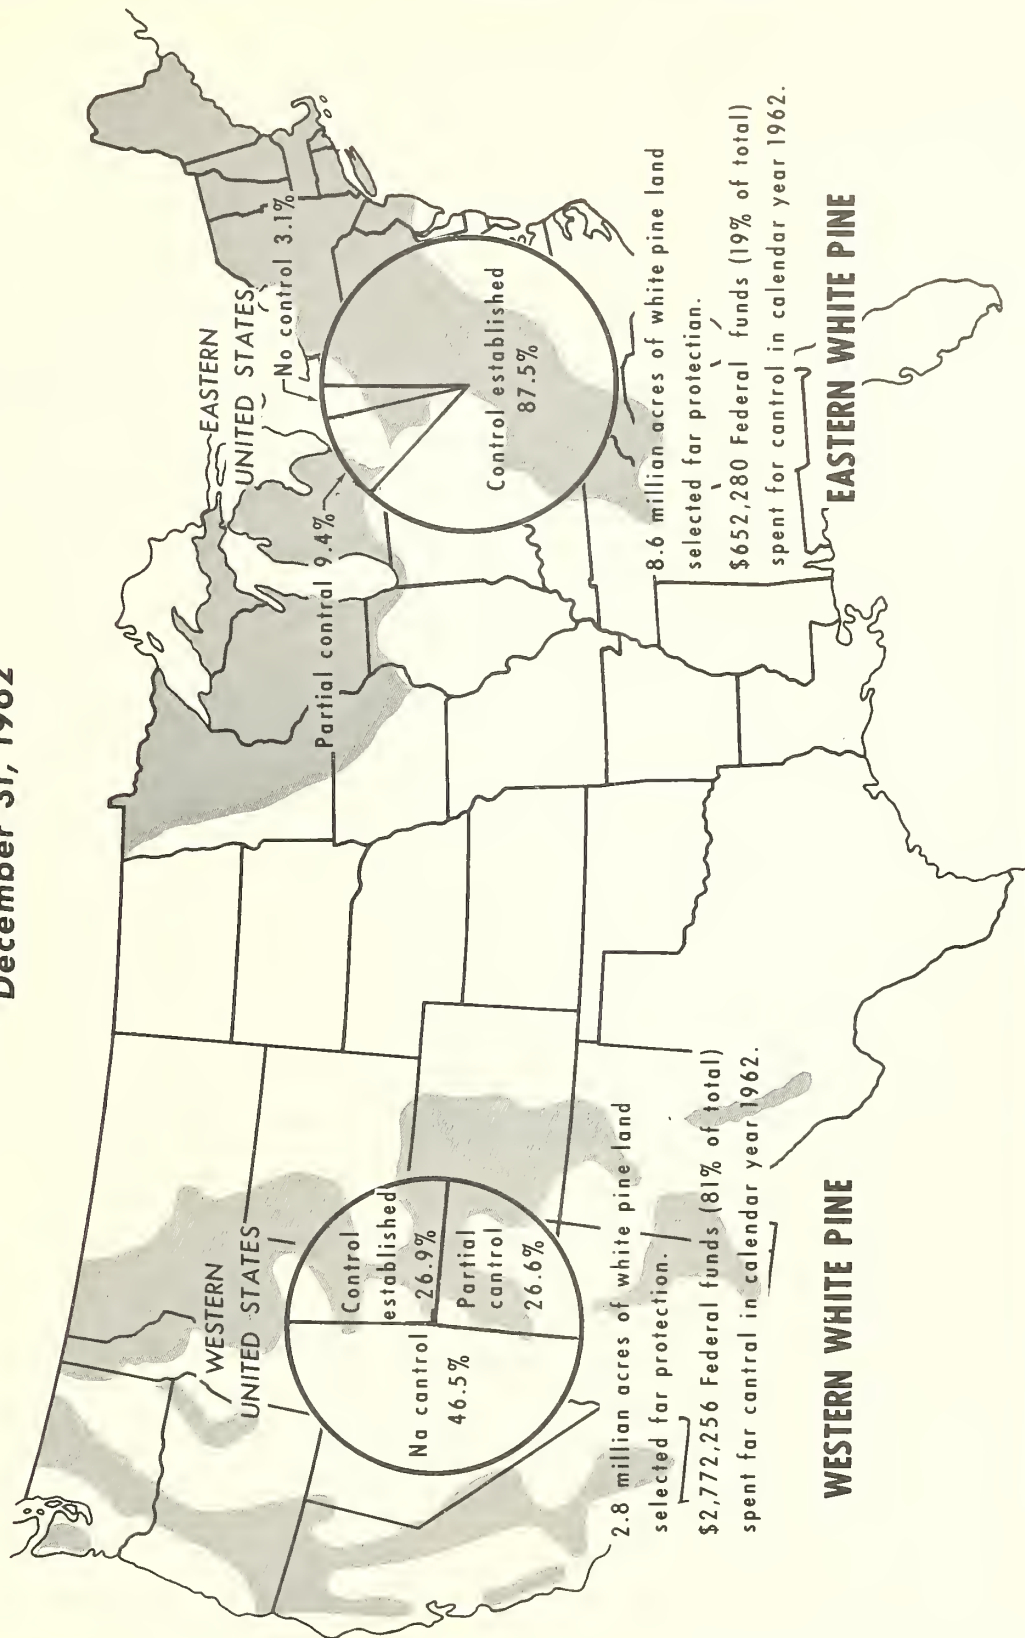 December 31, 1962
WESTERN
UNITED STATES
Control
established
26.9%
Partial
cantral
26.6%
Na cantral
46.5%
2.8 million acres of white pine land
selected far protection.
$2,772,256 Federal funds (81% of total)
spent far cantral in calendar year 1962.
WESTERN WHITE PINE
EASTERN
UNITED STATES
No control 3.1%
Partial cantral 9.4%
Control established
87.5%
8.6 million acres of white pine land
selected far protection.
$652,280 Federal funds (19% of total)
spent for cantral in calendar year 1962.
EASTERN WHITE PINE